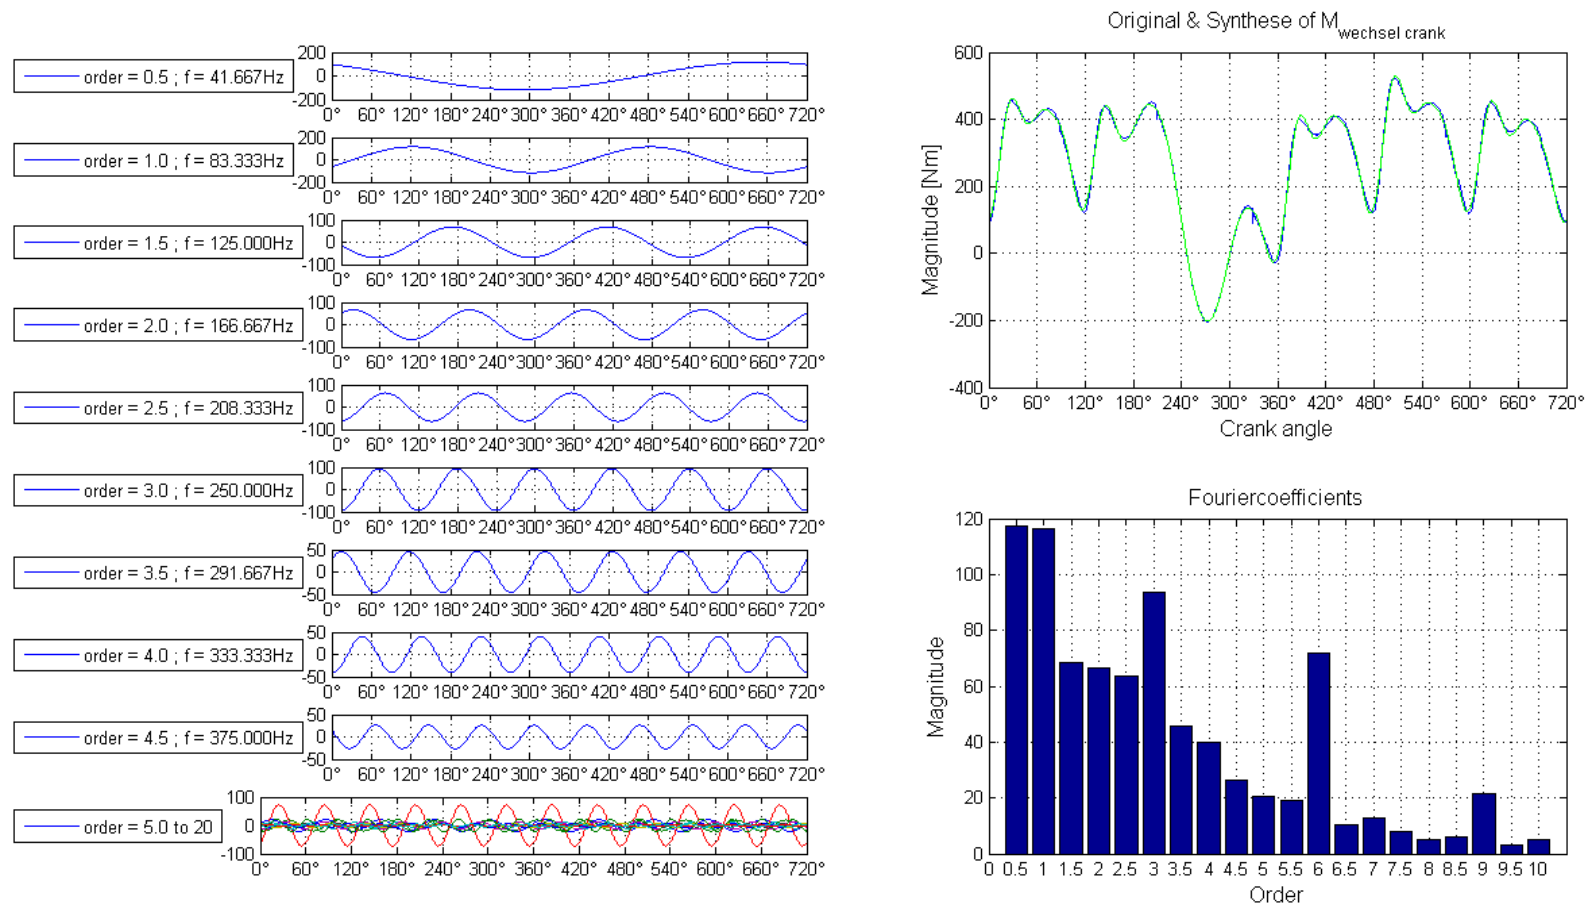 order = 0.5 ; f = 41.667Hz
200
0
-200
0° 60° 120° 180° 240° 300° 360° 420° 480° 540° 600° 660° 720°
order = 1.0 ; f = 83.333Hz
200
0
-200
0° 60° 120° 180° 240° 300° 360° 420° 480° 540° 600° 660° 720°
order = 1.5 ; f = 125.000Hz
100
0
-100
0° 60° 120° 180° 240° 300° 360° 420° 480° 540° 600° 660° 720°
order = 2.0 ; f = 166.667Hz
100
0
-100
0° 60° 120° 180° 240° 300° 360° 420° 480° 540° 600° 660° 720°
order = 2.5 ; f = 208.333Hz
100
0
-100
0° 60° 120° 180° 240° 300° 360° 420° 480° 540° 600° 660° 720°
order = 3.0 ; f = 250.000Hz
100
0
-100
0° 60° 120° 180° 240° 300° 360° 420° 480° 540° 600° 660° 720°
order = 3.5 ; f = 291.667Hz
50
0
-50
0° 60° 120° 180° 240° 300° 360° 420° 480° 540° 600° 660° 720°
order = 4.0 ; f = 333.333Hz
50
0
-50
0° 60° 120° 180° 240° 300° 360° 420° 480° 540° 600° 660° 720°
order = 4.5 ; f = 375.000Hz
50
0
-50
0° 60° 120° 180° 240° 300° 360° 420° 480° 540° 600° 660° 720°
order = 5.0 to 20
100
0
-100
0° 60° 120° 180° 240° 300° 360° 420° 480° 540° 600° 660° 720°
Original & Synthese of M wechsel crank
Magnitude [Nm]
600
400
200
0
-200
-400
0° 60° 120° 180° 240° 300° 360° 420° 480° 540° 600° 660° 720°
Crank angle
Fouriercoefficients
Magnitude
120
100
80
60
40
20
0
0 0.5 1 1.5 2 2.5 3 3.5 4 4.5 5 5.5 6 6.5 7 7.5 8 8.5 9 9.5 10
Order